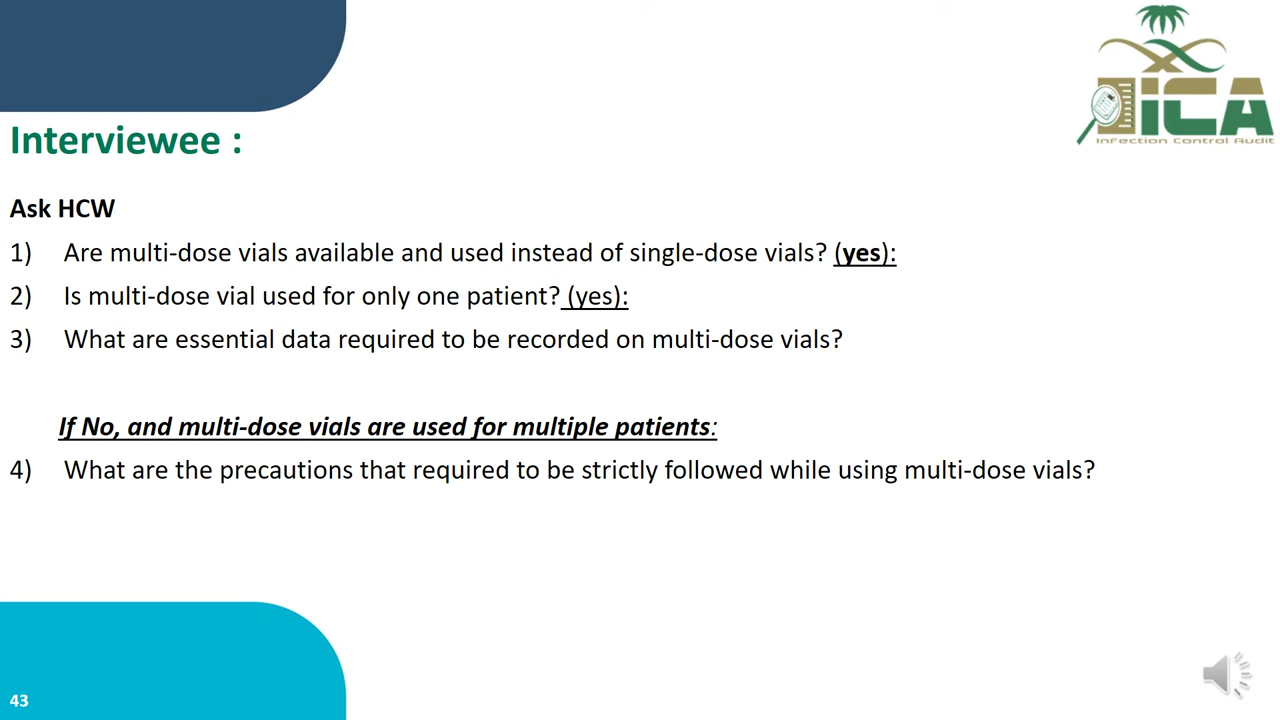 ICA
Infection Control Audit
Interviewee :
Ask HCW
1) Are multi-dose vials available and used instead of single-dose vials? (yes):
2) Is multi-dose vial used for only one patient? (yes):
3) What are essential data required to be recorded on multi-dose vials?
If No, and multi-dose vials are used for multiple patients:
4) What are the precautions that required to be strictly followed while using multi-dose vials?
43